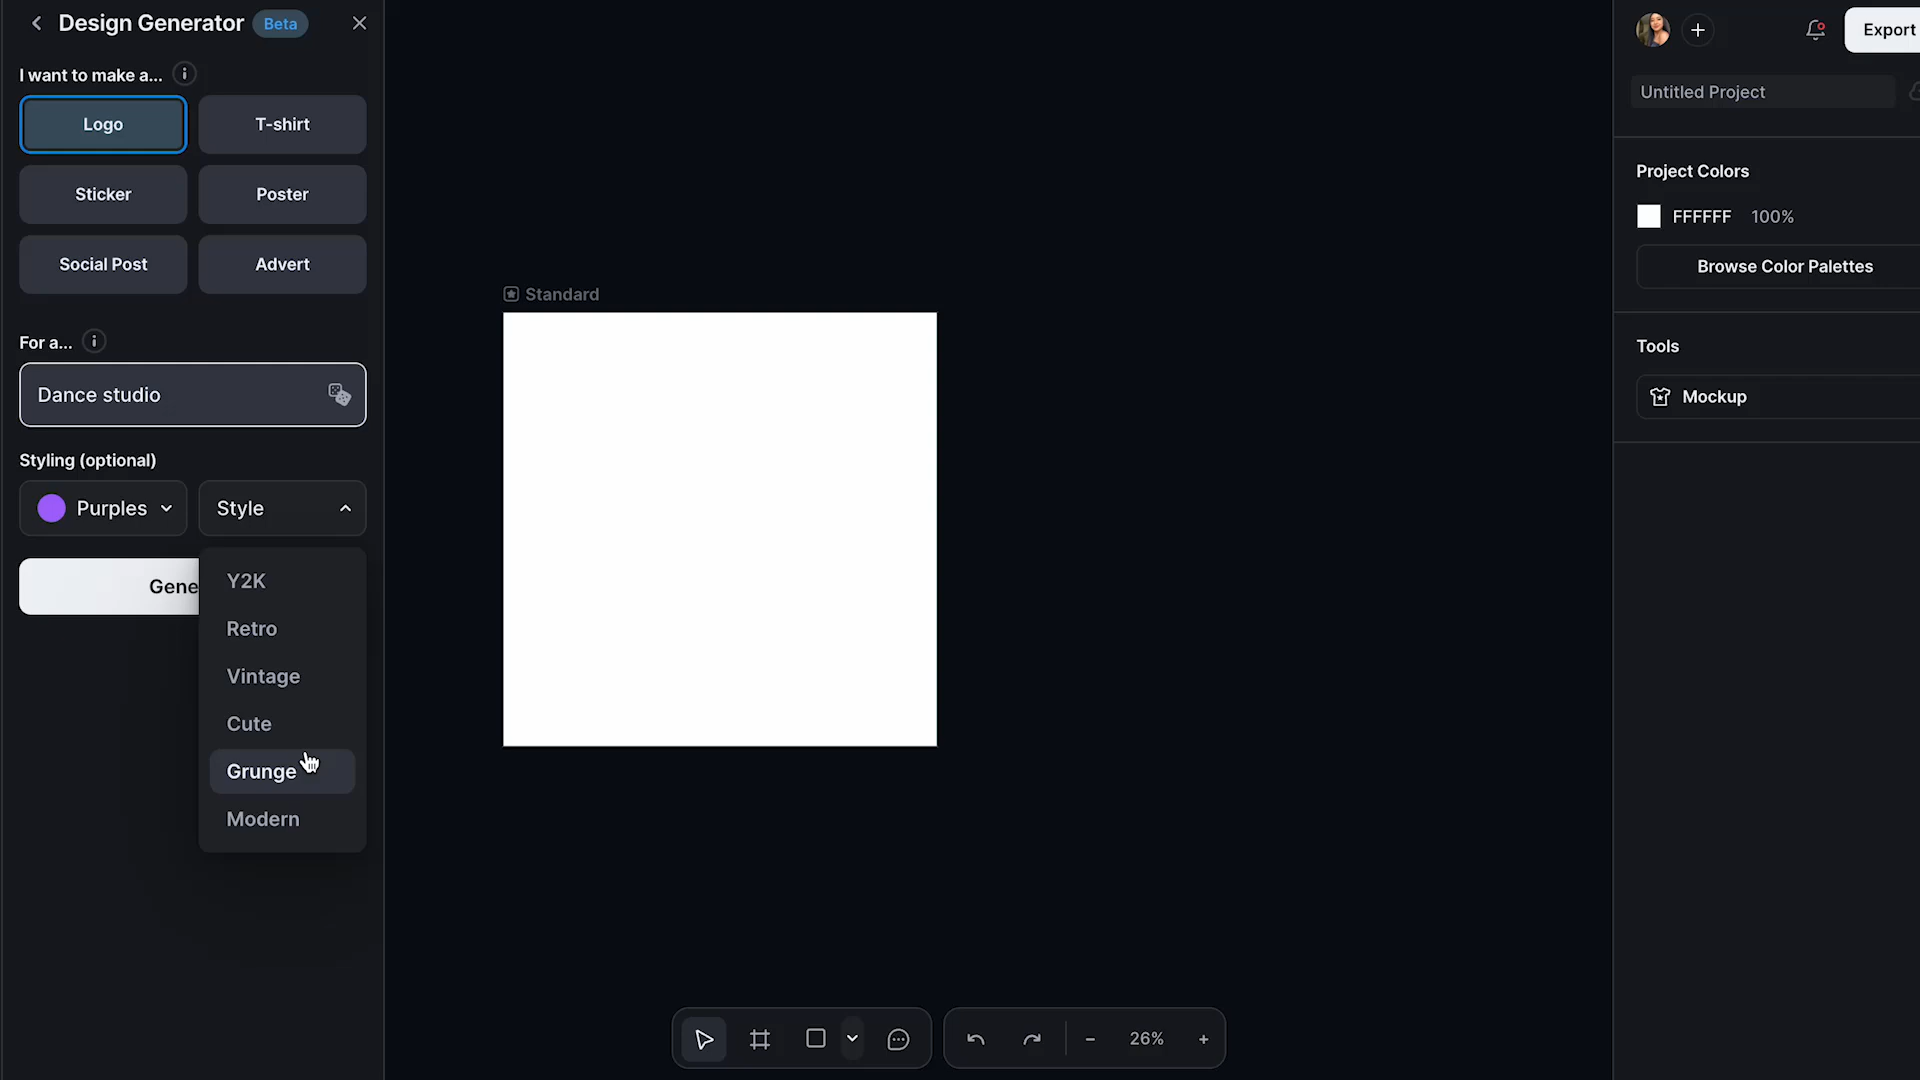 Design Generator Beta
I want to make a...
Logo
T-shirt
Sticker
Poster
Social Post
Advert
For a...
Dance studio
Styling (optional)
Purples
Style
Gene
Y2K
Retro
Vintage
Cute
Grunge
Modern
Standard
26%
Export
Untitled Project
Project Colors
FFFFFF 100%
Browse Color Palettes
Tools
Mockup